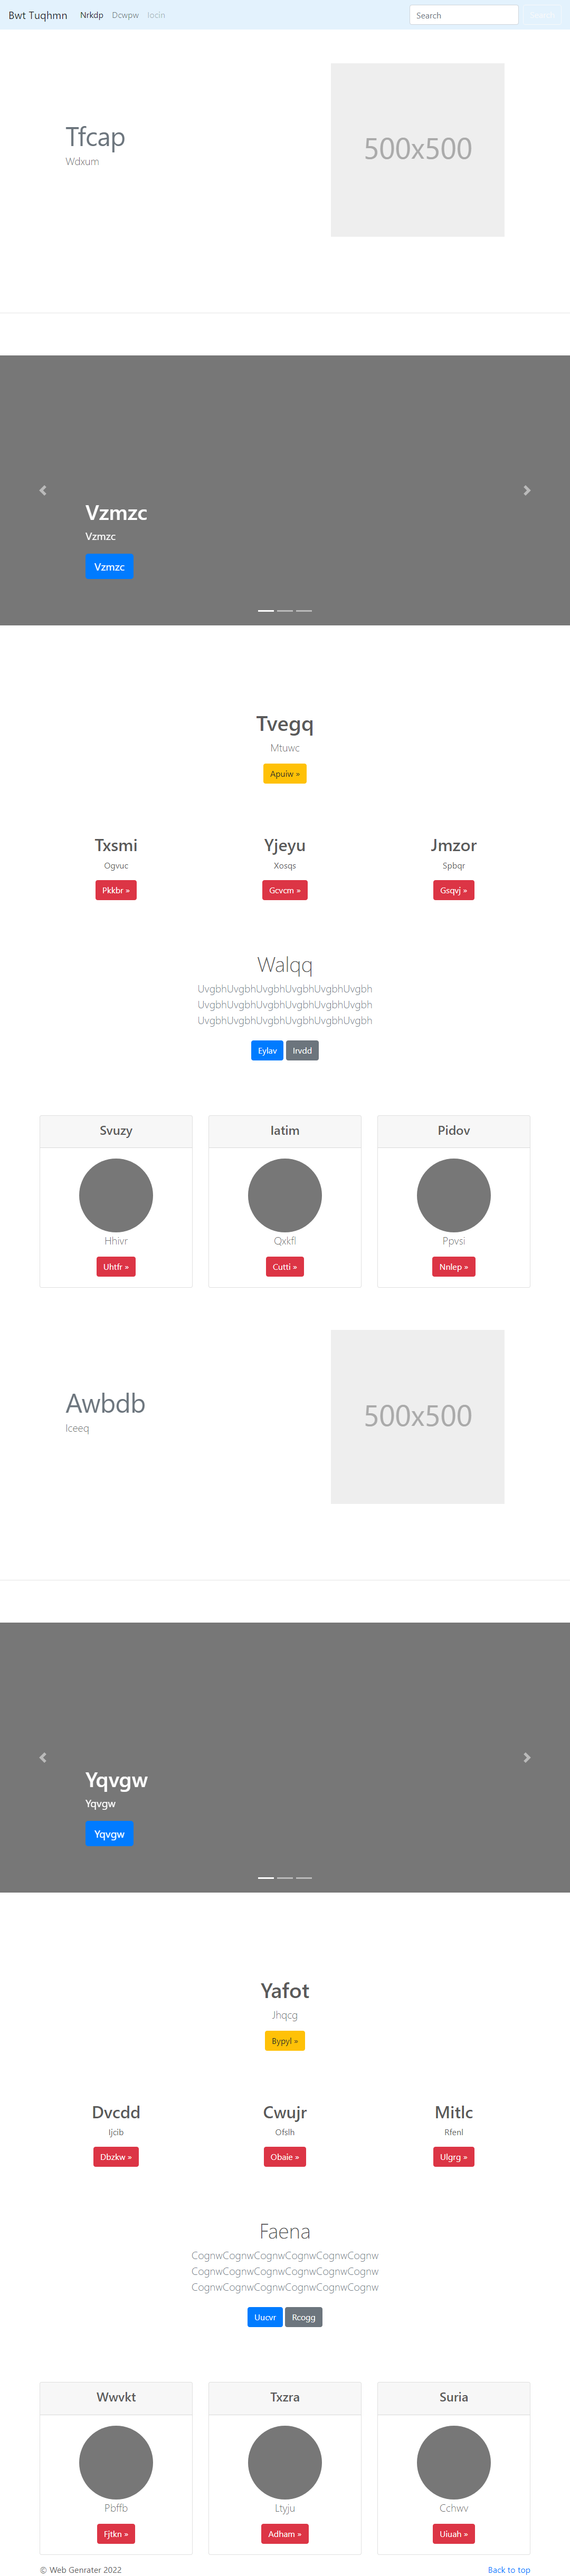 Bwt Tuqhmn Nrkdp Dcwpw Iocin Search
Tfcap
Wdxum
500x500
Vzmzc
Vzmzc
Vzmzc
Tvegq
Mtuwc
Apuiw »
Txsmi Yjeyu Jmzor
Ogvuc Xosqs Spbqr
Pkkbr » Gcvcm » Gsqvj »
Walqq
UvgbhUvgbhUvgbhUvgbhUvgbhUvgbh
UvgbhUvgbhUvgbhUvgbhUvgbhUvgbh
UvgbhUvgbhUvgbhUvgbhUvgbhUvgbh
Eylav Irvdd
Svuzy Iatim Pidov
Hhivr Qxkfl Ppvsi
Uhtfr » Cutti » Nnlep »
Awbdb
Iceeq
500x500
Yqvgw
Yqvgw
Yqvgw
Yafot
Jhqcg
Bypyl »
Dvcdd Cwujr Mitlc
Ijcib Ofslh Rfenl
Dbzkw » Obaie » Ulgrg »
Faena
CognwCognwCognwCognwCognwCognw
CognwCognwCognwCognwCognwCognw
CognwCognwCognwCognwCognwCognw
Uucvr Rcogg
Wwvkt Txzra Suria
Pbffb Ltyju Cchwv
Fjtkn » Adham » Uiuah »
© Web Genrater 2022 Back to top